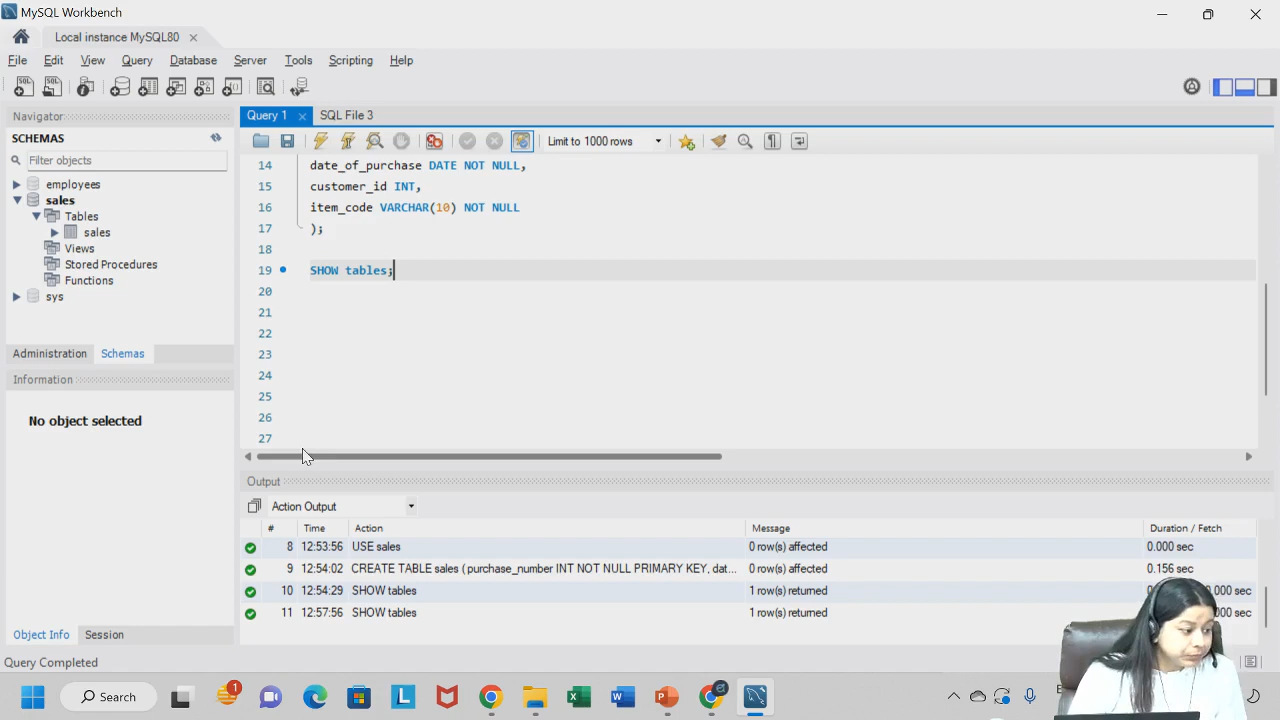 MySQL Workbench
Local instance MySQL80
File Edit View Query Database Server Tools Scripting Help
Navigator
SCHEMAS
Filter objects
employees
sales
Tables
sales
Views
Stored Procedures
Functions
sys
Administration Schemas
Information
No object selected
Object Info Session
Query Completed
Query 1 SQL File 3
Limit to 1000 rows
14 date_of_purchase DATE NOT NULL,
15 customer_id INT,
16 item_code VARCHAR(10) NOT NULL
17 );
18
19 SHOW tables;
20
21
22
23
24
25
26
27
Output
Action Output
# Time Action Message Duration / Fetch
8 12:53:56 USE sales 0 row(s) affected 0.000 sec
9 12:54:02 CREATE TABLE sales ( purchase_number INT NOT NULL PRIMARY KEY, dat... 0 row(s) affected 0.156 sec
10 12:54:29 SHOW tables 1 row(s) returned 000 sec
11 12:57:56 SHOW tables 1 row(s) returned 000 sec
Search
1